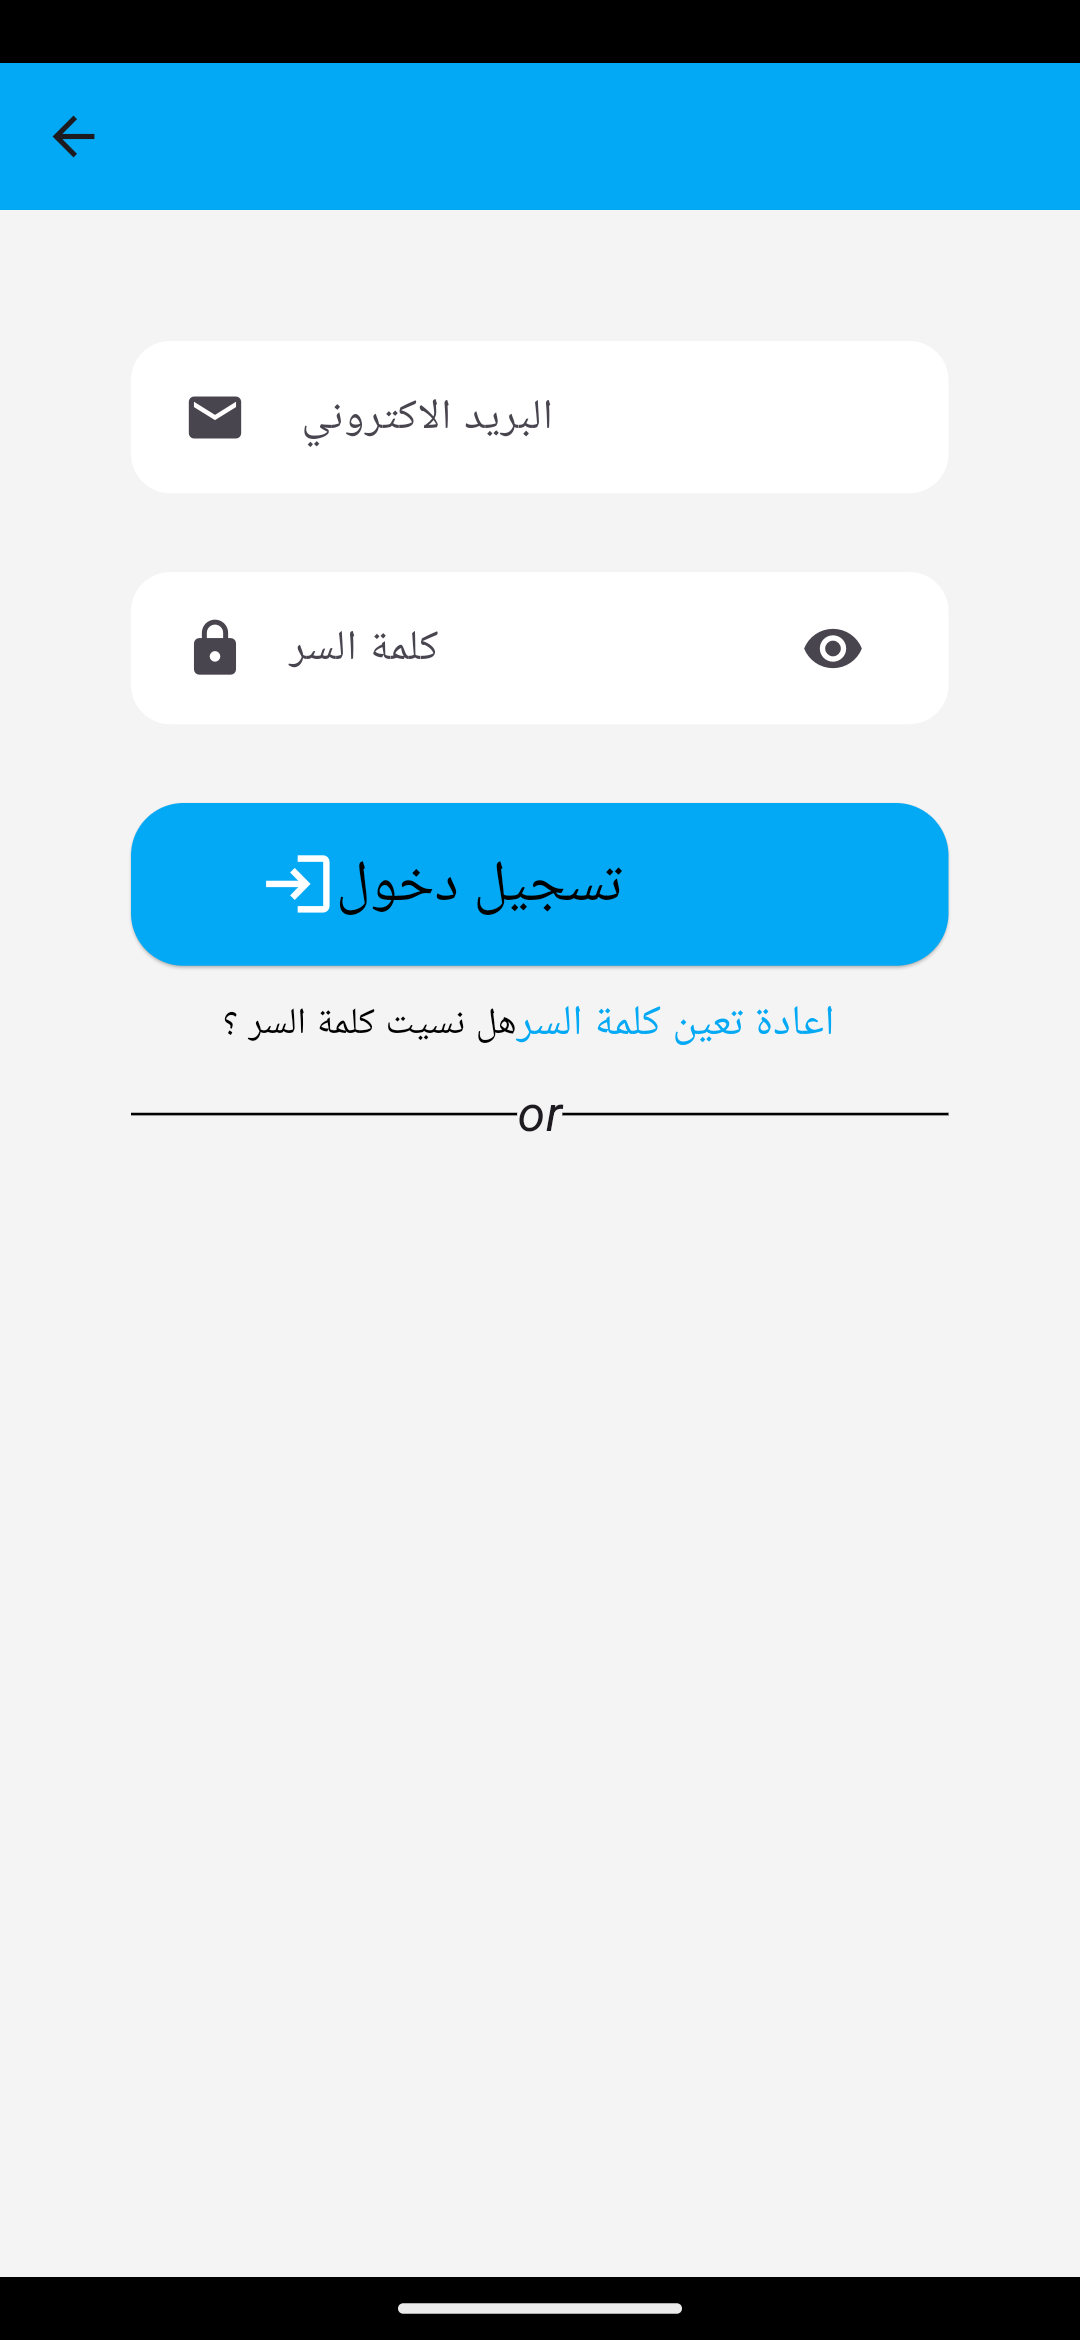 البريد الاكتروني
كلمة السر
تسجيل دخول
هل نسيت كلمة السر ؟ اعادة تعين كلمة السر
or